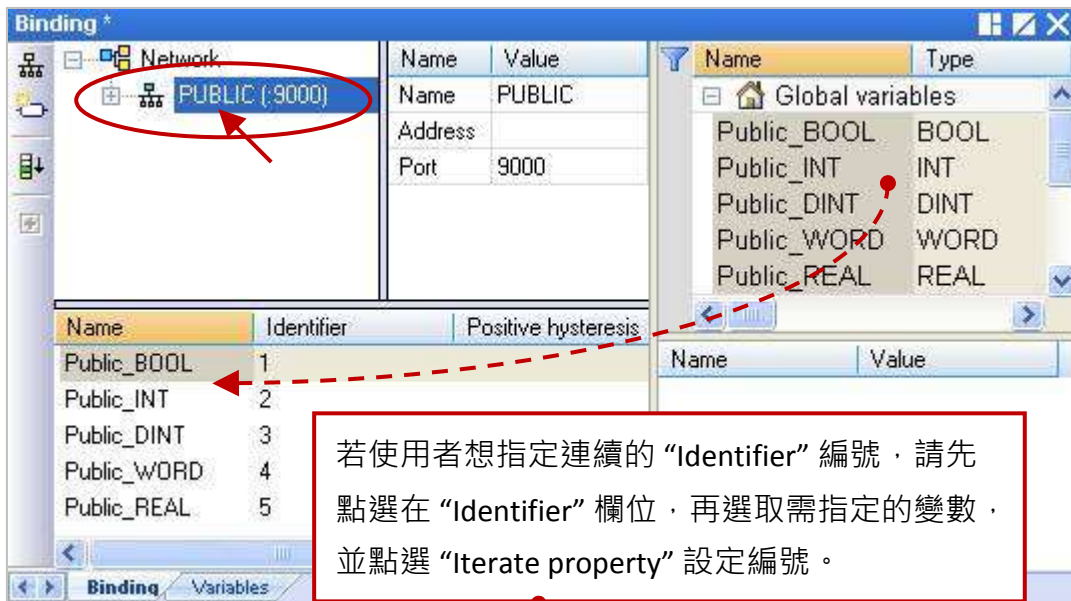 Binding *
Network
PUBLIC (:9000)
Name Value
Name PUBLIC
Address
Port 9000
Name Type
Global variables
Public_BOOL BOOL
Public_INT INT
Public_DINT DINT
Public_WORD WORD
Public_REAL REAL
Name Identifier Positive hysteresis
Public_BOOL 1
Public_INT 2
Public_DINT 3
Public_WORD 4
Public_REAL 5
Name Value
若使用者想指定連續的 “Identifier” 編號,請先
點選在 “Identifier” 欄位,再選取需指定的變數,
並點選 “Iterate property” 設定編號。
Binding Variables